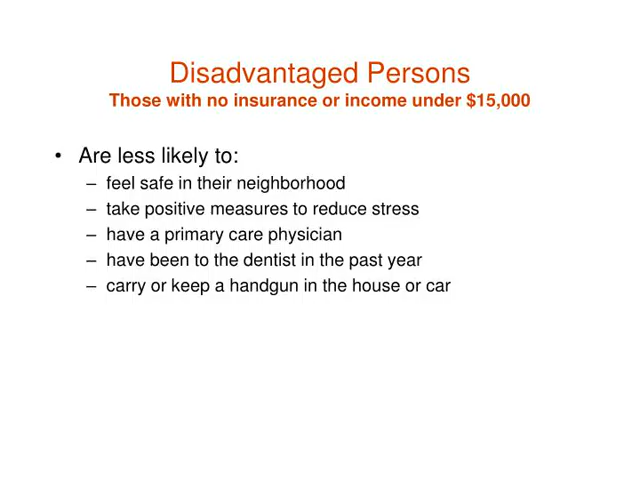 Disadvantaged Persons
Those with no insurance or income under $15,000
• Are less likely to:
– feel safe in their neighborhood
– take positive measures to reduce stress
– have a primary care physician
– have been to the dentist in the past year
– carry or keep a handgun in the house or car